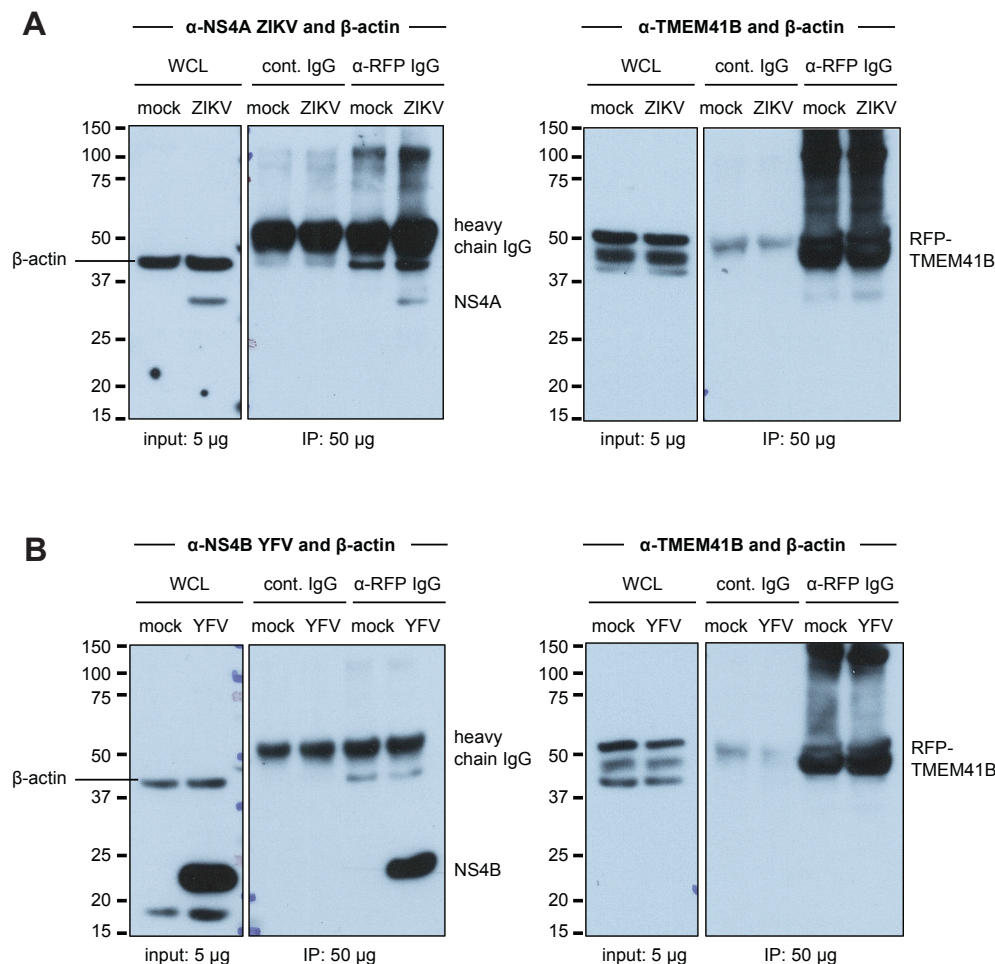 A
α-NS4A ZIKV and β-actin
WCL cont. IgG α-RFP IgG
mock ZIKV mock ZIKV mock ZIKV
150
100
75
50
37
25
20
15
β-actin
heavy
chain IgG
NS4A
input: 5 µg IP: 50 µg
α-TMEM41B
WCL cont. IgG α-RFP IgG
mock ZIKV mock ZIKV mock ZIKV
150
100
75
50
37
25
20
15
RFP-
TMEM41B
input: 5 µg IP: 50 µg
B
α-NS4B YFV and β-actin
WCL cont. IgG α-RFP IgG
mock YFV mock YFV mock YFV
150
100
75
50
37
25
20
15
β-actin
heavy
chain IgG
NS4B
input: 5 µg IP: 50 µg
α-TMEM41B and β-actin
WCL cont. IgG α-RFP IgG
mock YFV mock YFV mock YFV
150
100
75
50
37
25
20
15
RFP-
TMEM41B
input: 5 µg IP: 50 µg